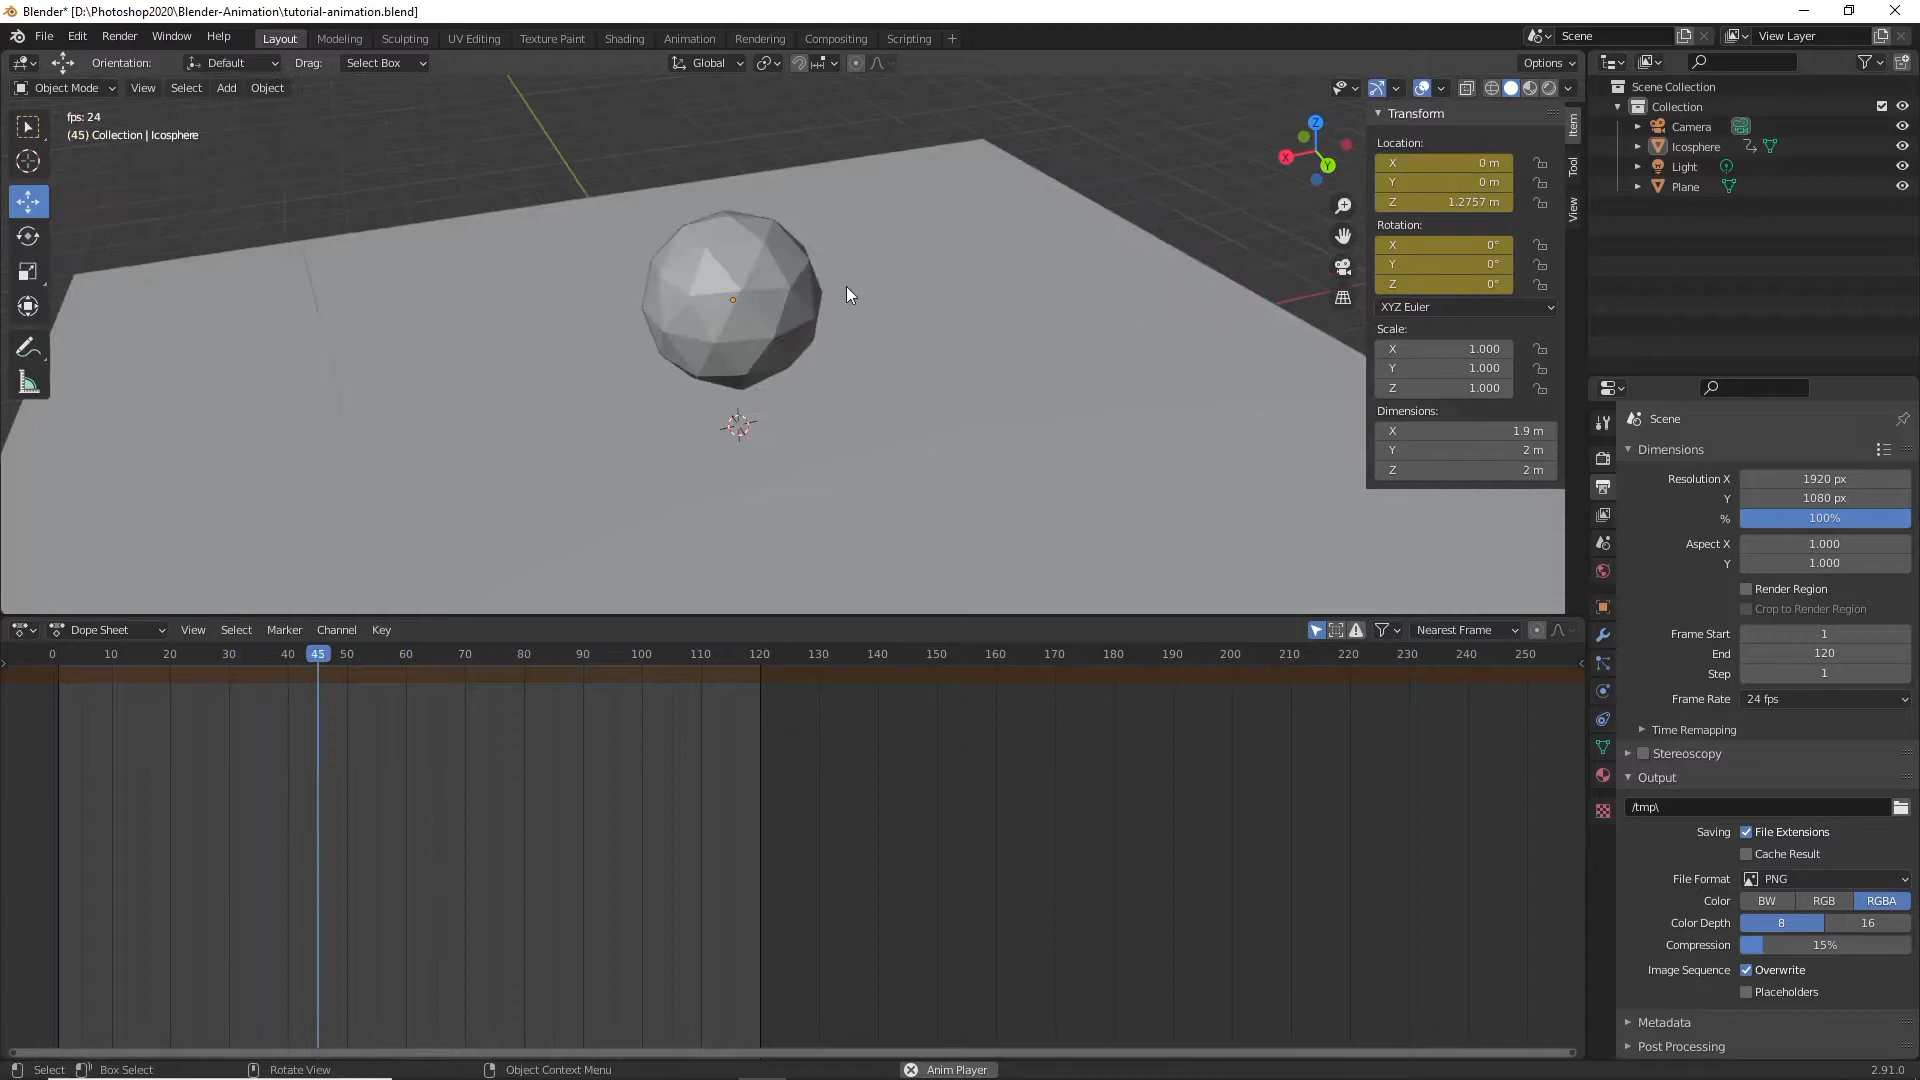 Blender* [D:\Photoshop2020\Blender-Animation\tutorial-animation.blend]
File Edit Render Window Help Layout Modeling Sculpting UV Editing Texture Paint Shading Animation Rendering Compositing Scripting + Scene View Layer
Orientation: Default Drag: Select Box Global Options
Object Mode View Select Add Object
fps: 24
(45) Collection | Icosphere
Z
X
Y
Transform
Location:
X 0 m
Y 0 m
Z 1.2757 m
Rotation:
X 0°
Y 0°
Z 0°
XYZ Euler
Scale:
X 1.000
Y 1.000
Z 1.000
Dimensions:
X 1.9 m
Y 2 m
Z 2 m
Item
Tool
View
Scene Collection
Collection
Camera
Icosphere
Light
Plane
Scene
Dimensions
Resolution X 1920 px
Y 1080 px
% 100%
Aspect X 1.000
Y 1.000
Render Region
Crop to Render Region
Frame Start 1
End 120
Step 1
Frame Rate 24 fps
Time Remapping
Stereoscopy
Output
/tmp\
Saving File Extensions
Cache Result
File Format PNG
Color BW RGB RGBA
Color Depth 8 16
Compression 15%
Image Sequence Overwrite
Placeholders
Metadata
Post Processing
Dope Sheet View Select Marker Channel Key Nearest Frame
0 10 20 30 40 45 50 60 70 80 90 100 110 120 130 140 150 160 170 180 190 200 210 220 230 240 250
Select Box Select Rotate View Object Context Menu Anim Player 2.91.0